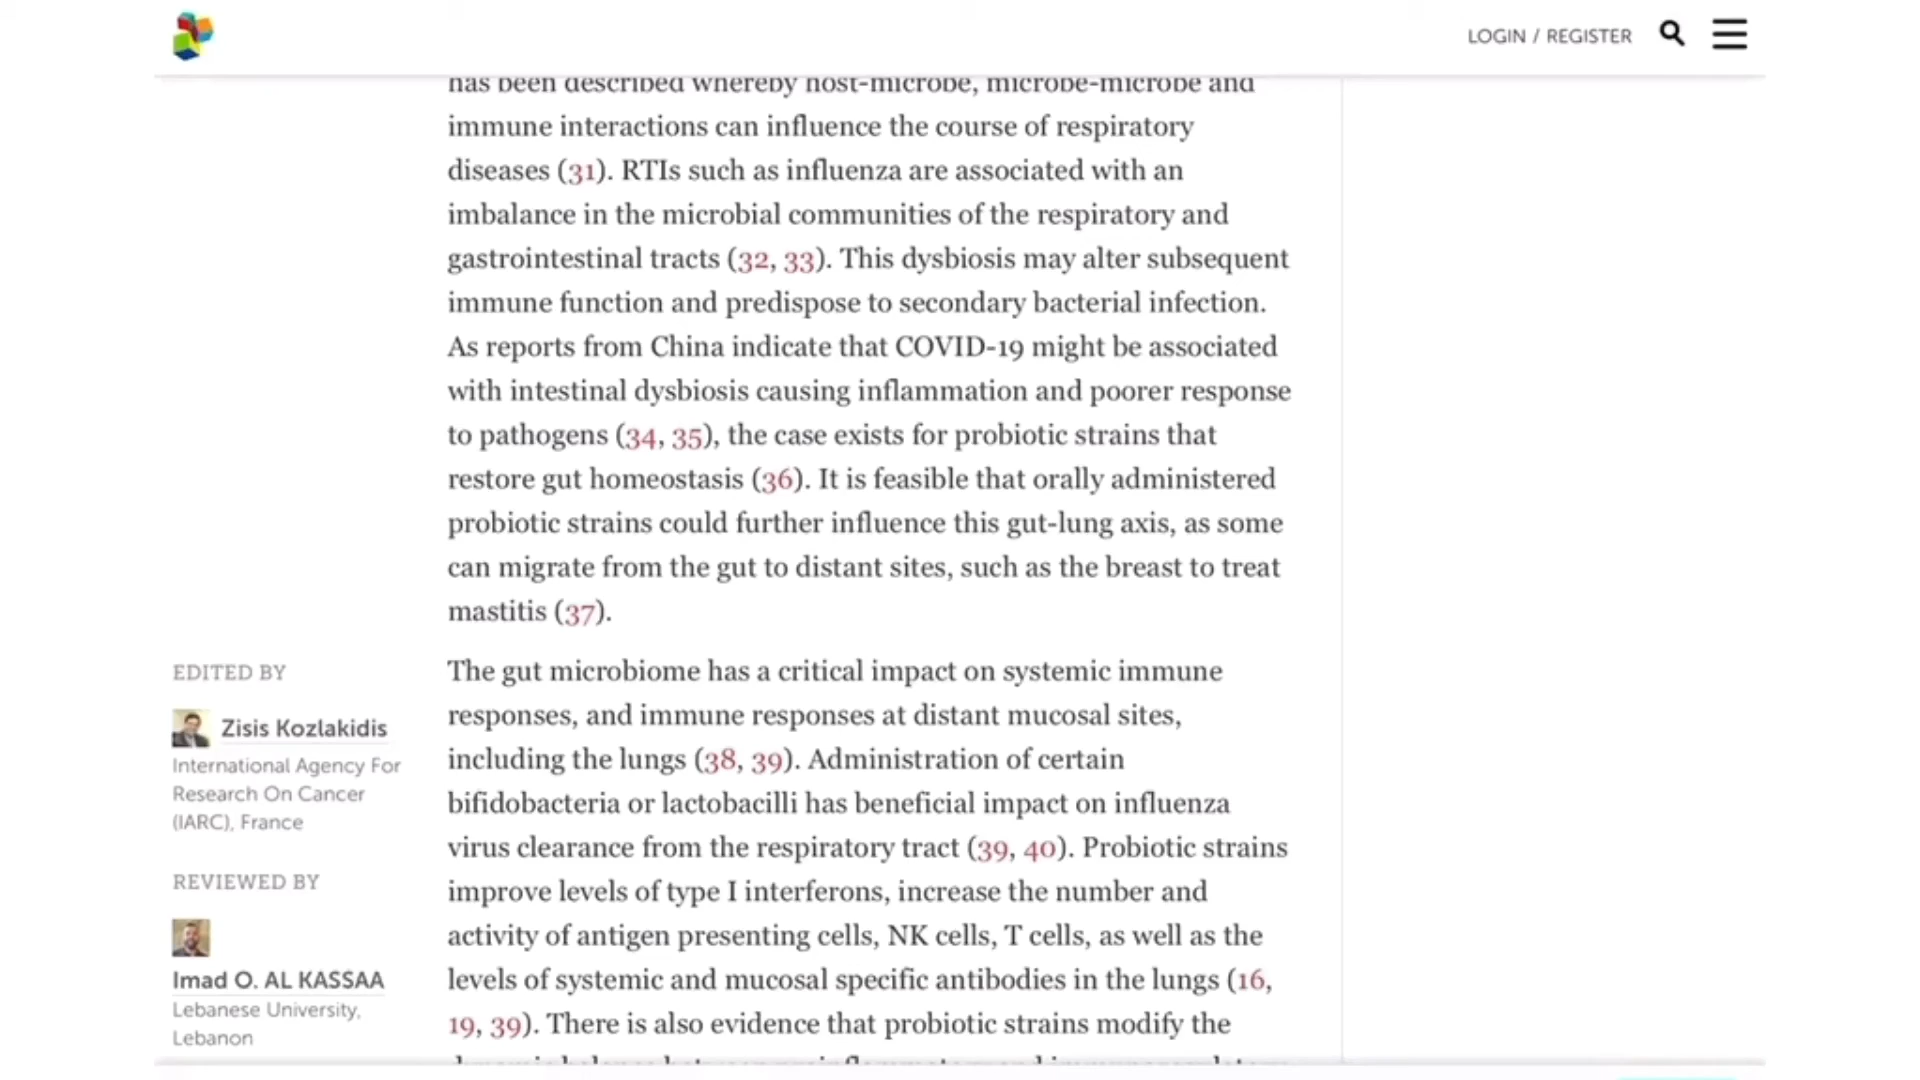 LOGIN / REGISTER
has been described whereby host-microbe, microbe-microbe and
immune interactions can influence the course of respiratory
diseases (31). RTIs such as influenza are associated with an
imbalance in the microbial communities of the respiratory and
gastrointestinal tracts (32, 33). This dysbiosis may alter subsequent
immune function and predispose to secondary bacterial infection.
As reports from China indicate that COVID-19 might be associated
with intestinal dysbiosis causing inflammation and poorer response
to pathogens (34, 35), the case exists for probiotic strains that
restore gut homeostasis (36). It is feasible that orally administered
probiotic strains could further influence this gut-lung axis, as some
can migrate from the gut to distant sites, such as the breast to treat
mastitis (37).
EDITED BY
Zisis Kozlakidis
International Agency For
Research On Cancer
(IARC), France
REVIEWED BY
Imad O. AL KASSAA
Lebanese University,
Lebanon
The gut microbiome has a critical impact on systemic immune
responses, and immune responses at distant mucosal sites,
including the lungs (38, 39). Administration of certain
bifidobacteria or lactobacilli has beneficial impact on influenza
virus clearance from the respiratory tract (39, 40). Probiotic strains
improve levels of type I interferons, increase the number and
activity of antigen presenting cells, NK cells, T cells, as well as the
levels of systemic and mucosal specific antibodies in the lungs (16,
19, 39). There is also evidence that probiotic strains modify the